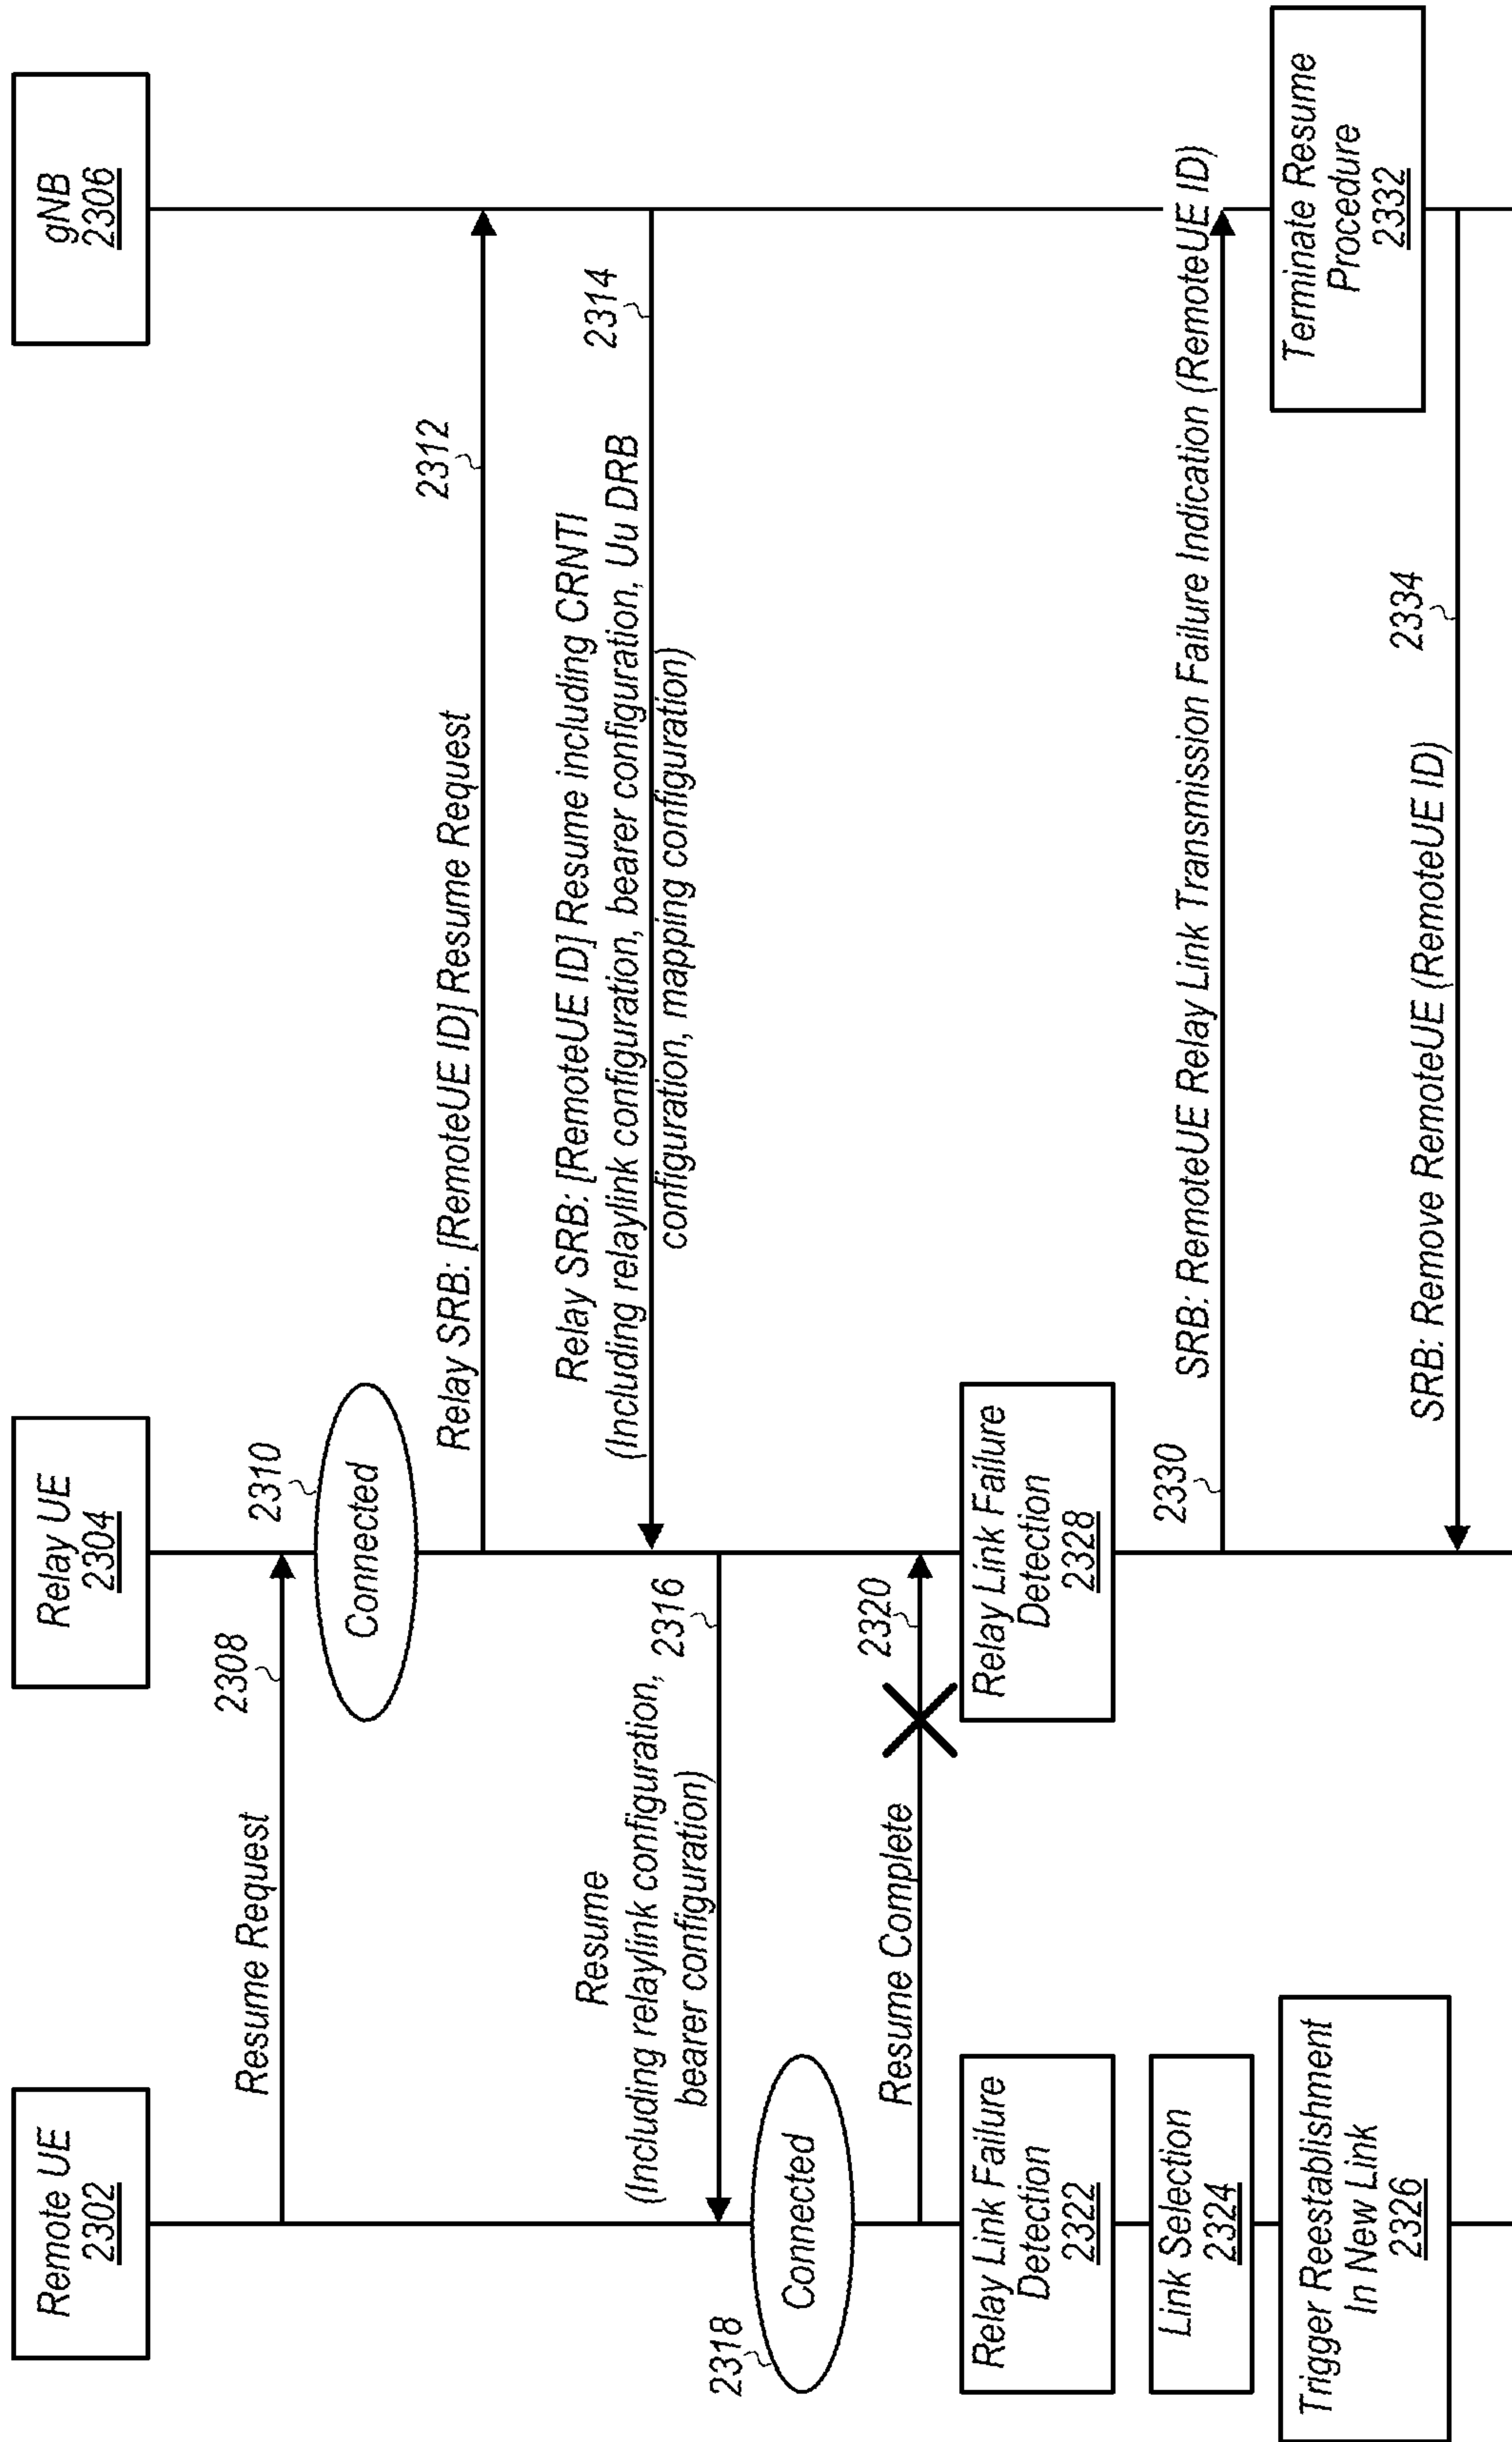 Remote UE
2302
Relay UE
2304
gNB
2306
Resume Request
2308
2310
Connected
Relay SRB: [RemoteUE ID] Resume Request
2312
Relay SRB: [RemoteUE ID] Resume including CRNTI
(Including relaylink configuration, bearer configuration, Uu DRB
configuration, mapping configuration)
2314
Resume
(Including relaylink configuration,
bearer configuration)
2316
2318
Connected
Resume Complete
2320
Relay Link Failure
Detection
2322
Relay Link Failure
Detection
2328
Link Selection
2324
SRB: RemoteUE Relay Link Transmission Failure Indication (RemoteUE ID)
2330
Trigger Reestablishment
In New Link
2326
Terminate Resume
Procedure
2332
SRB: Remove RemoteUE (RemoteUE ID)
2334